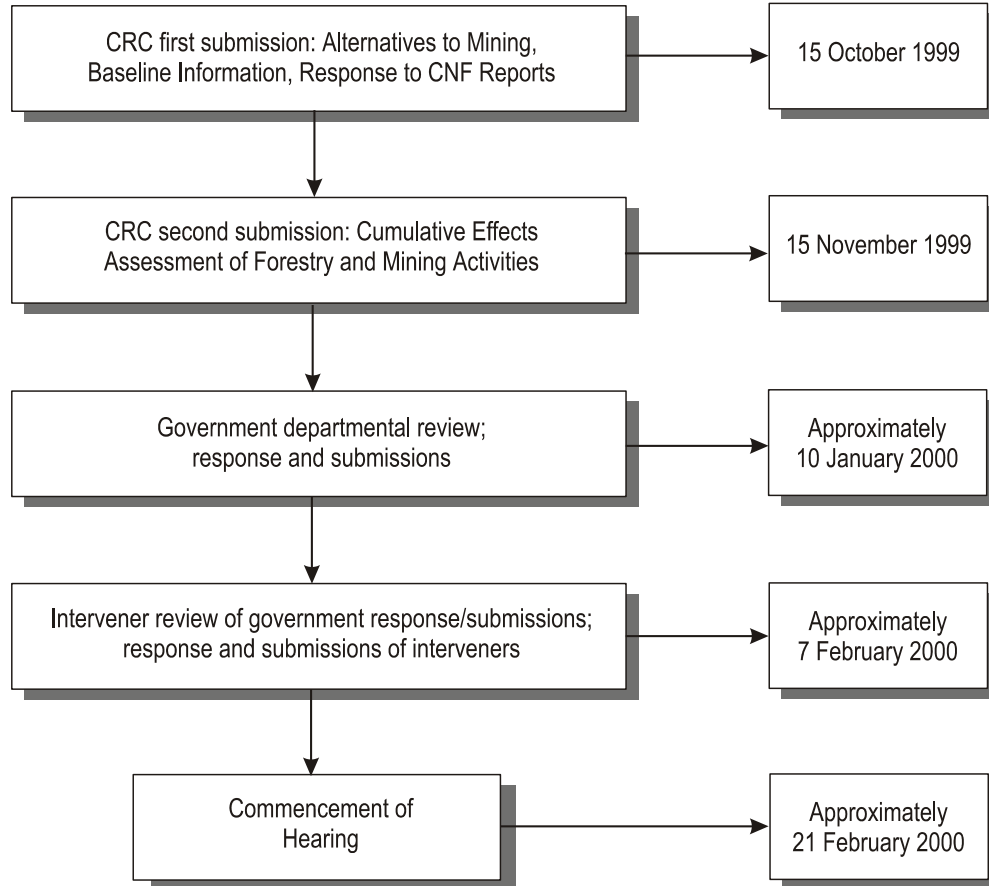 CRC first submission: Alternatives to Mining,
Baseline Information, Response to CNF Reports
15 October 1999
CRC second submission: Cumulative Effects
Assessment of Forestry and Mining Activities
15 November 1999
Government departmental review;
response and submissions
Approximately
10 January 2000
Intervener review of government response/submissions;
response and submissions of interveners
Approximately
7 February 2000
Commencement of
Hearing
Approximately
21 February 2000